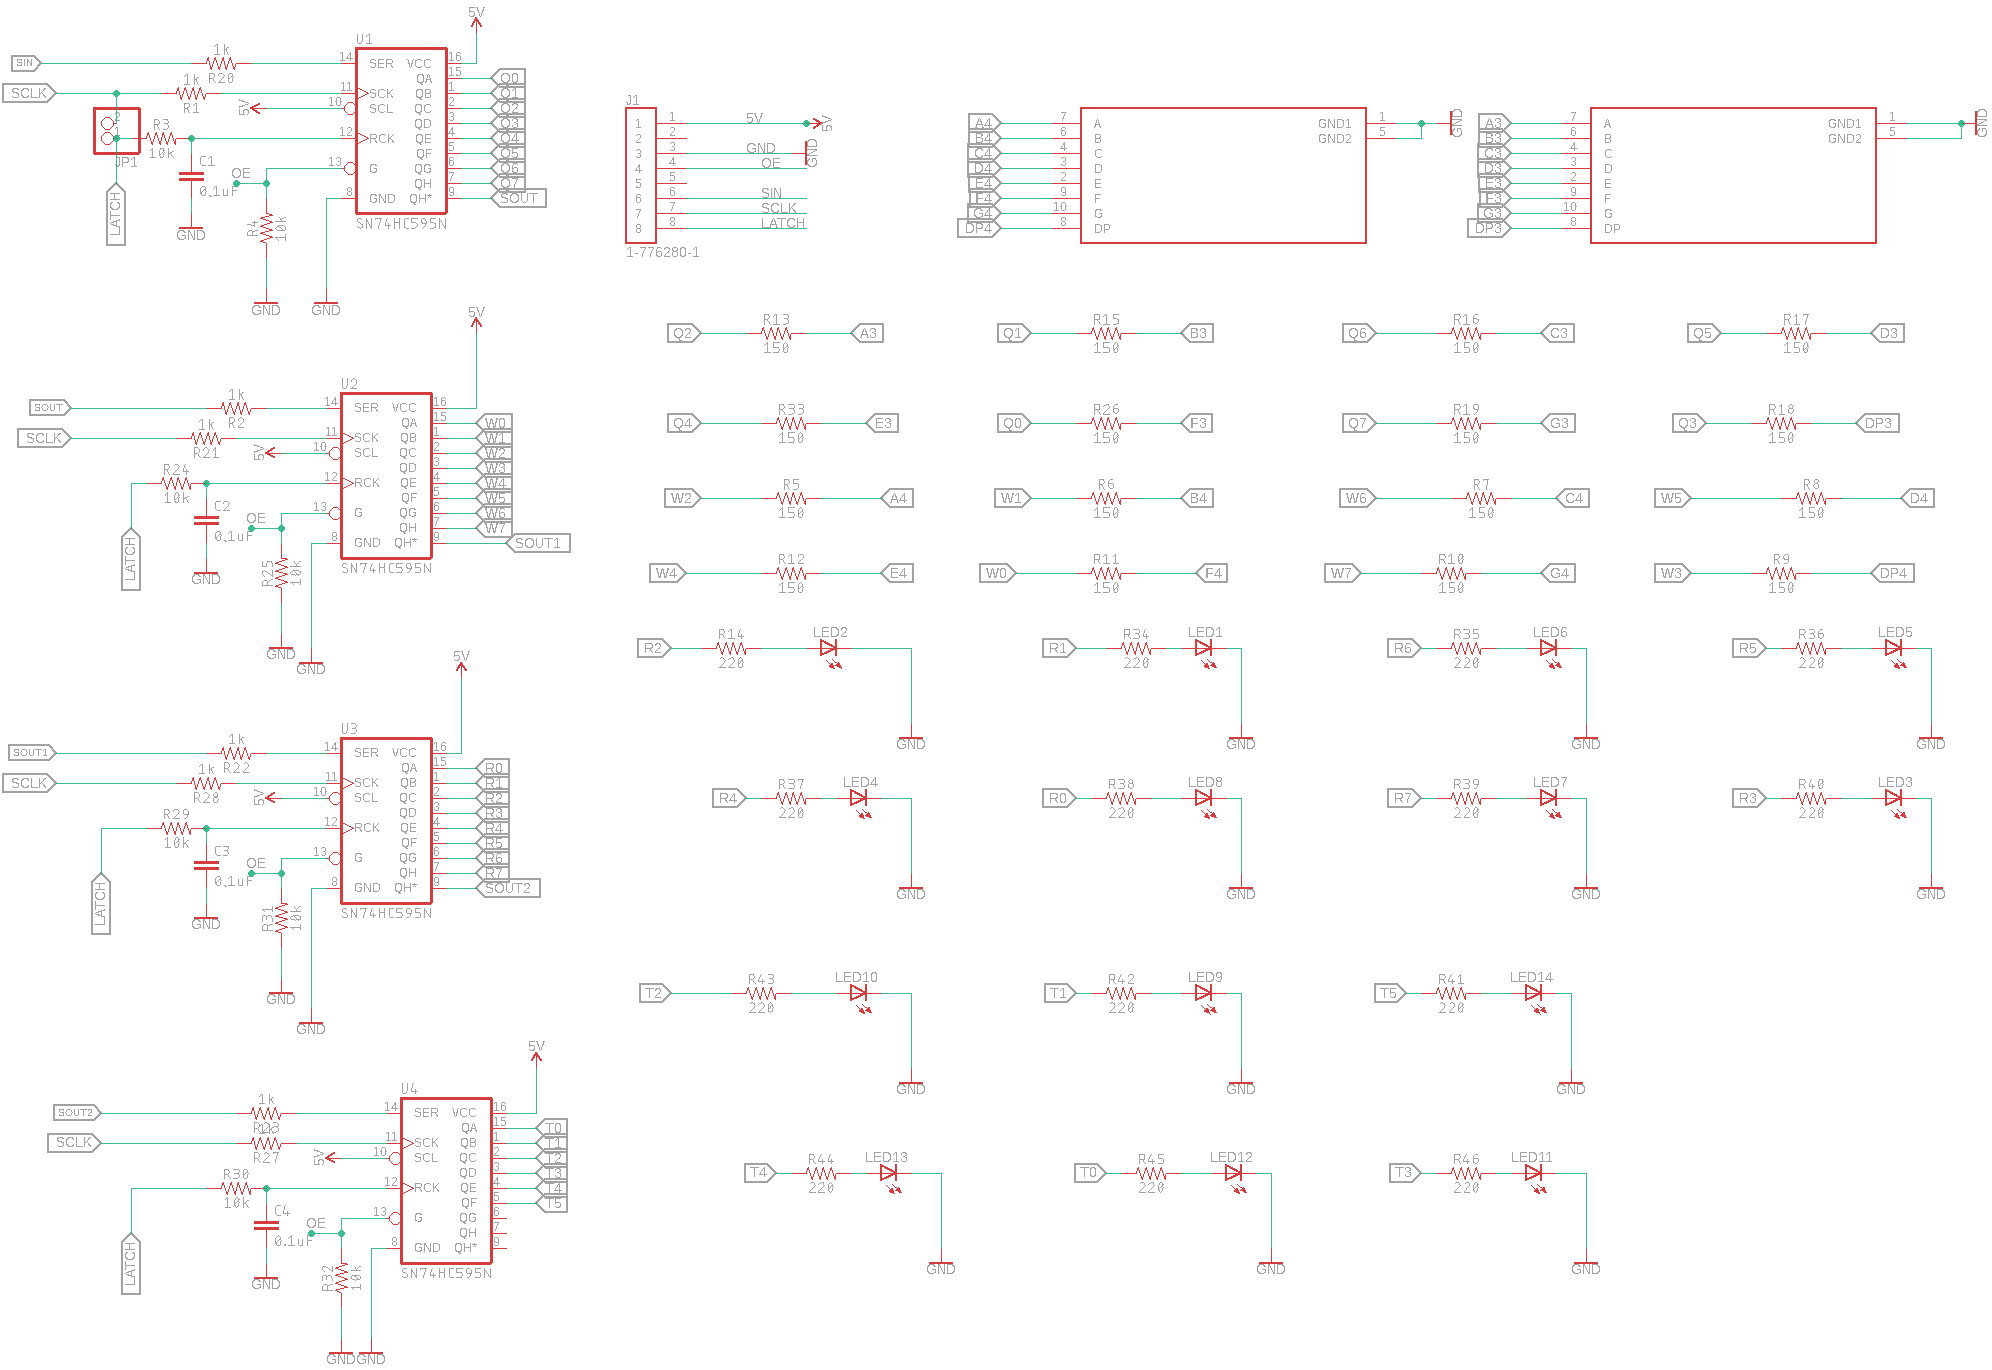 5V
U1
SIN
1k
R20
14
SER
VCC
16
QA
15
Q0
SCLK
1k
R1
11
SCK
QB
1
Q1
5V
10
SCL
QC
2
Q2
QD
3
Q3
2
1
JP1
R3
10k
12
RCK
QE
4
Q4
QF
5
Q5
C1
0.1uF
GND
OE
13
G
QG
6
Q6
QH
7
Q7
8
GND
QH*
9
SOUT
LATCH
R4
10k
SN74HC595N
GND
GND
5V
U2
SOUT
1k
R2
14
SER
VCC
16
QA
15
W0
SCLK
1k
R21
11
SCK
QB
1
W1
5V
10
SCL
QC
2
W2
QD
3
W3
R24
10k
12
RCK
QE
4
W4
QF
5
W5
C2
0.1uF
GND
OE
13
G
QG
6
W6
QH
7
W7
8
GND
QH*
9
SOUT1
LATCH
R25
10k
SN74HC595N
GND
GND
5V
U3
SOUT1
1k
R22
14
SER
VCC
16
QA
15
R0
SCLK
1k
R28
11
SCK
QB
1
R1
5V
10
SCL
QC
2
R2
QD
3
R3
R29
10k
12
RCK
QE
4
R4
QF
5
R5
C3
0.1uF
GND
OE
13
G
QG
6
R6
QH
7
R7
8
GND
QH*
9
SOUT2
LATCH
R31
10k
SN74HC595N
GND
GND
5V
U4
SOUT2
1k
R23
14
SER
VCC
16
QA
15
T0
SCLK
1k
R27
11
SCK
QB
1
T1
5V
10
SCL
QC
2
T2
QD
3
T3
R30
10k
12
RCK
QE
4
T4
QF
5
T5
C4
0.1uF
GND
OE
13
G
QG
6
QH
7
8
GND
QH*
9
LATCH
R32
10k
SN74HC595N
GND
GND
J1
1
1
5V
5V
2
2
3
3
GND
GND
4
4
OE
5
5
6
6
SIN
7
7
SCLK
8
8
LATCH
1-776280-1
A4
7
A
GND1
1
GND
B4
6
B
GND2
5
C4
4
C
D4
3
D
E4
2
E
F4
9
F
G4
10
G
DP4
8
DP
A3
7
A
GND1
1
GND
B3
6
B
GND2
5
C3
4
C
D3
3
D
E3
2
E
F3
9
F
G3
10
G
DP3
8
DP
Q2
R13
150
A3
Q1
R15
150
B3
Q6
R16
150
C3
Q5
R17
150
D3
Q4
R33
150
E3
Q0
R26
150
F3
Q7
R19
150
G3
Q3
R18
150
DP3
W2
R5
150
A4
W1
R6
150
B4
W6
R7
150
C4
W5
R8
150
D4
W4
R12
150
E4
W0
R11
150
F4
W7
R10
150
G4
W3
R9
150
DP4
R2
R14
220
LED2
GND
R1
R34
220
LED1
GND
R6
R35
220
LED6
GND
R5
R36
220
LED5
GND
R4
R37
220
LED4
GND
R0
R38
220
LED8
GND
R7
R39
220
LED7
GND
R3
R40
220
LED3
GND
T2
R43
220
LED10
GND
T1
R42
220
LED9
GND
T5
R41
220
LED14
GND
T4
R44
220
LED13
GND
T0
R45
220
LED12
GND
T3
R46
220
LED11
GND